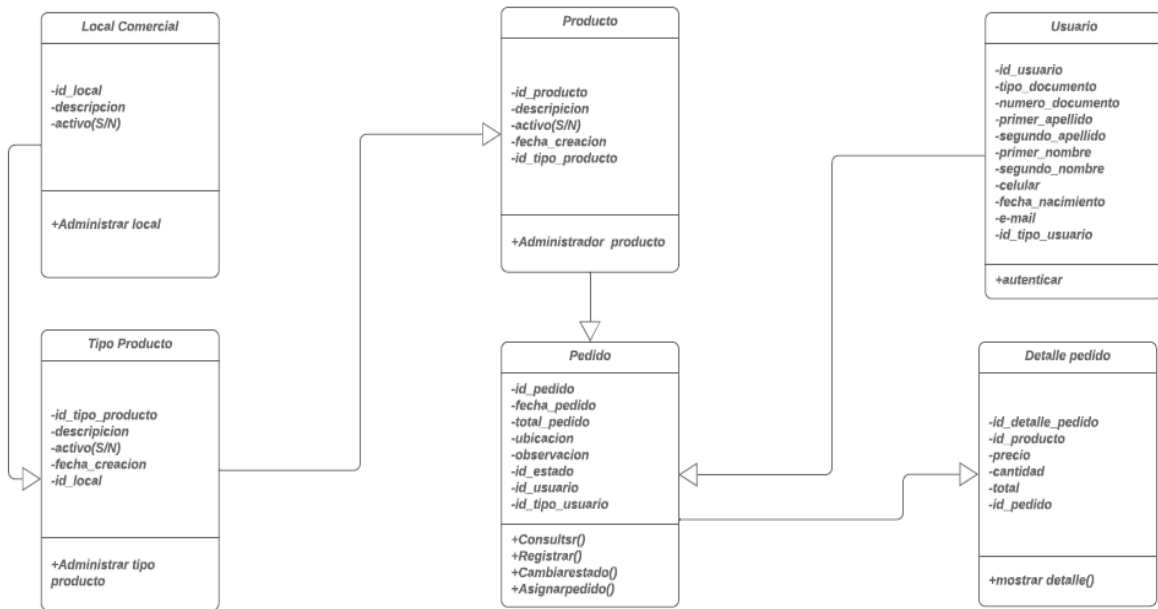 Local Comercial
-id_local
-descripcion
-activo(S/N)
+Administrar local
Producto
-id_producto
-descripicion
-activo(S/N)
-fecha_creacion
-id_tipo_producto
+Administrador producto
Usuario
-id_usuario
-tipo_documento
-numero_documento
-primer_apellido
-segundo_apellido
-primer_nombre
-segundo_nombre
-celular
-fecha_nacimiento
-e-mail
-id_tipo_usuario
+autenticar
Tipo Producto
-id_tipo_producto
-descripicion
-activo(S/N)
-fecha_creacion
-id_local
+Administrar tipo
producto
Pedido
-id_pedido
-fecha_pedido
-total_pedido
-ubicacion
-observacion
-id_estado
-id_usuario
-id_tipo_usuario
+Consultsr()
+Registrar()
+Cambiarestado()
+Asignarpedido()
Detalle pedido
-id_detalle_pedido
-id_producto
-precio
-cantidad
-total
-id_pedido
+mostrar detalle()